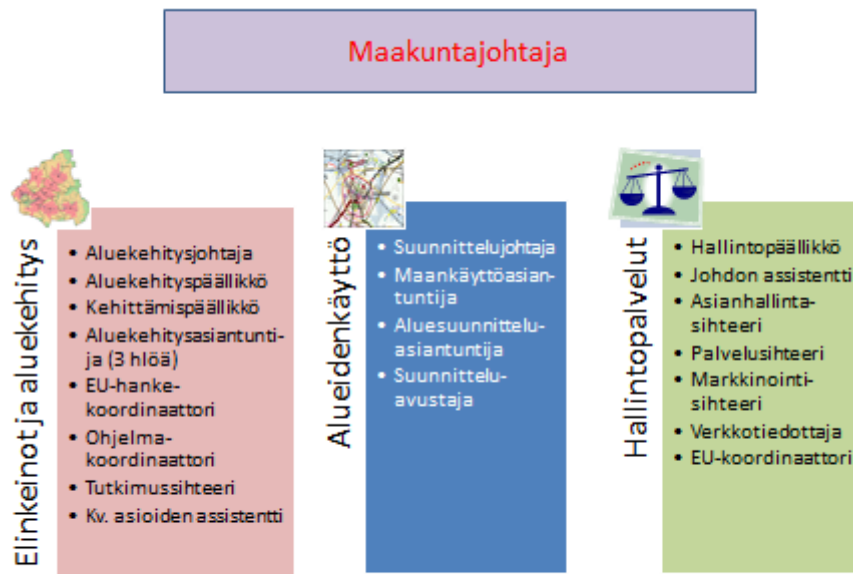 Maakuntajohtaja
Elinkeinot ja aluekehitys
• Aluekehitysjohtaja
• Aluekehityspäällikkö
• Kehittämispäällikkö
• Aluekehitysasiantunti-
ja (3 hlöä)
• EU-hanke-
koordinaattori
• Ohjelma-
koordinaattori
• Tutkimussihteeri
• Kv. asioiden assistentti
Alueidenkäyttö
• Suunnittelujohtaja
• Maankäyttöasian-
tuntija
• Aluesuunnittelu-
asiantuntija
• Suunnittelu-
avustaja
Hallintopalvelut
• Hallintopäällikkö
• Johdon assistentti
• Asianhallinta-
sihteeri
• Palvelusihteeri
• Markkinointi-
sihteeri
• Verkkotiedottaja
• EU-koordinaattori